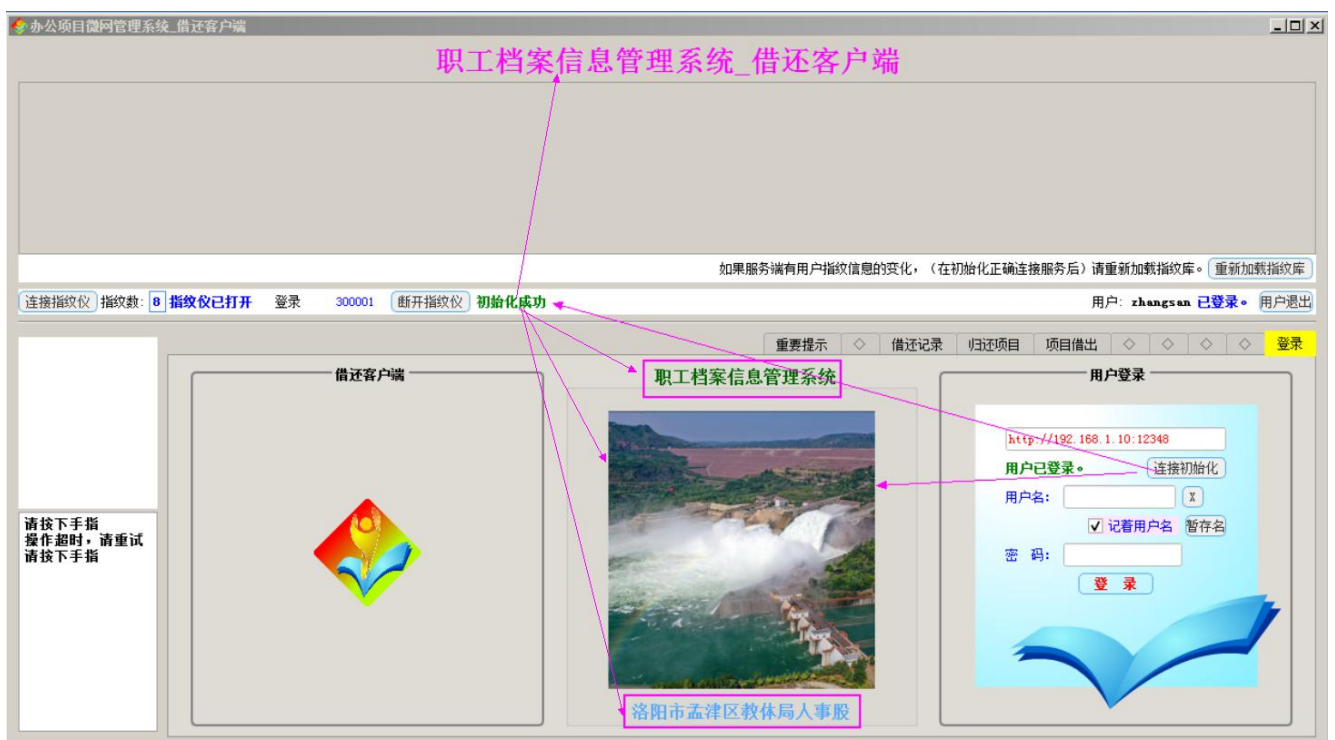 办公项目微网管理系统_借还客户端
职工档案信息管理系统_借还客户端
如果服务端有用户指纹信息的变化，（在初始化正确连接服务后）请重新加载指纹库。 重新加载指纹库
连接指纹仪 指纹数: 8 指纹仪已打开 登录 300001 断开指纹仪 初始化成功 用户: zhangsan 已登录。 用户退出
重要提示 ◇ 借还记录 归还项目 项目借出 ◇ ◇ ◇ ◇ 登录
借还客户端
职工档案信息管理系统
用户登录
http://192.168.1.10:12348
用户已登录。 连接初始化
用户名: X
✓ 记着用户名 暂存名
密 码:
登 录
请按下手指
操作超时，请重试
请按下手指
洛阳市孟津区教体局人事股